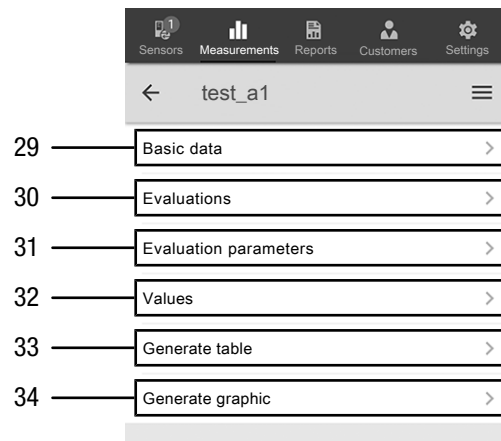 1
Sensors Measurements Reports Customers Settings
test_a1
29 Basic data
30 Evaluations
31 Evaluation parameters
32 Values
33 Generate table
34 Generate graphic